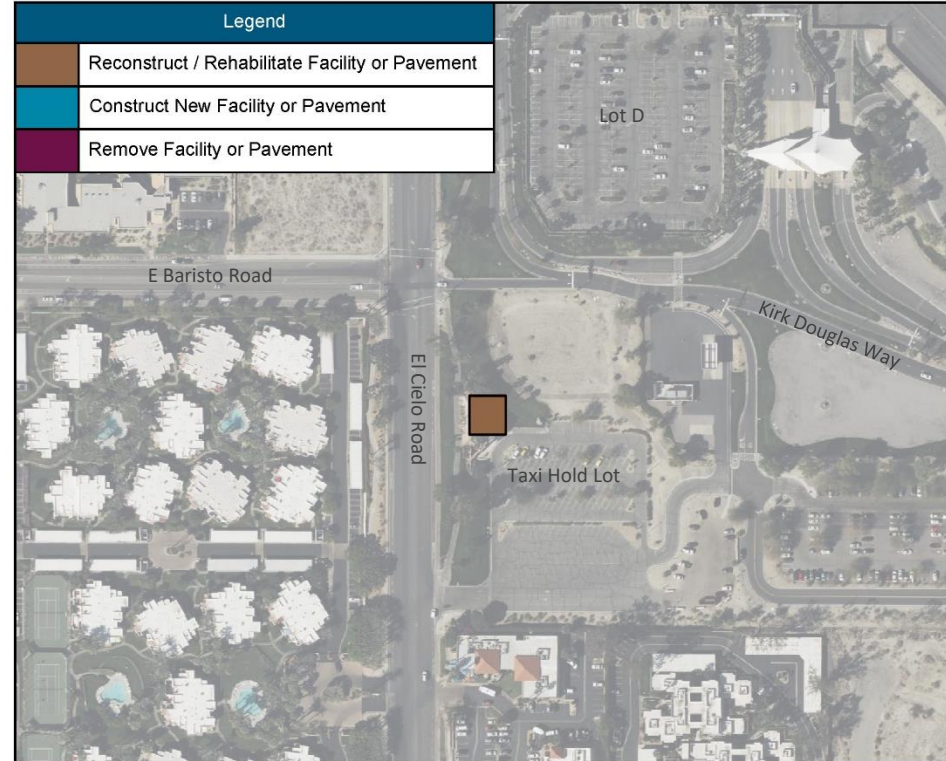 Legend
Reconstruct / Rehabilitate Facility or Pavement
Construct New Facility or Pavement
Remove Facility or Pavement
Lot D
E Baristo Road
Kirk Douglas Way
El Cielo Road
Taxi Hold Lot